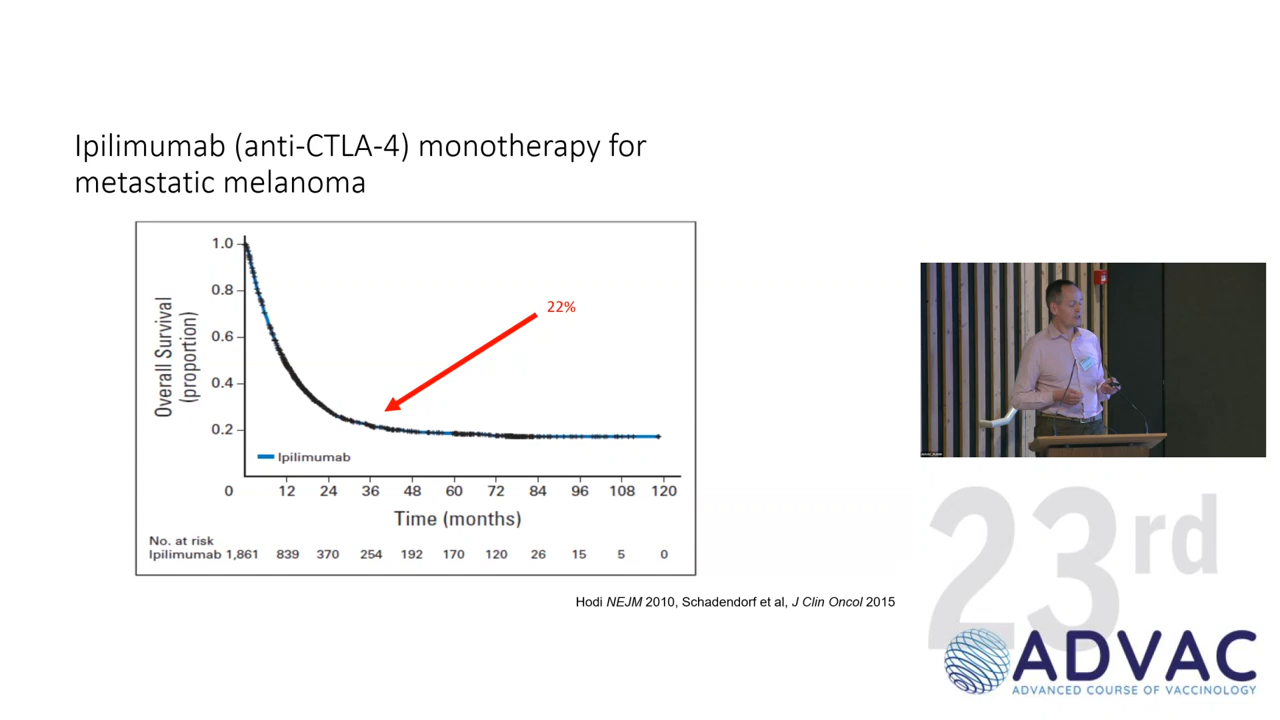 Ipilimumab (anti-CTLA-4) monotherapy for
metastatic melanoma
1.0
0.8
0.6
0.4
0.2
Overall Survival
(proportion)
22%
Ipilimumab
0 12 24 36 48 60 72 84 96 108 120
Time (months)
No. at risk
Ipilimumab 1,861 839 370 254 192 170 120 26 15 5 0
Hodi NEJM 2010, Schadendorf et al, J Clin Oncol 2015
23rd
ADVAC
ADVANCED COURSE OF VACCINOLOGY